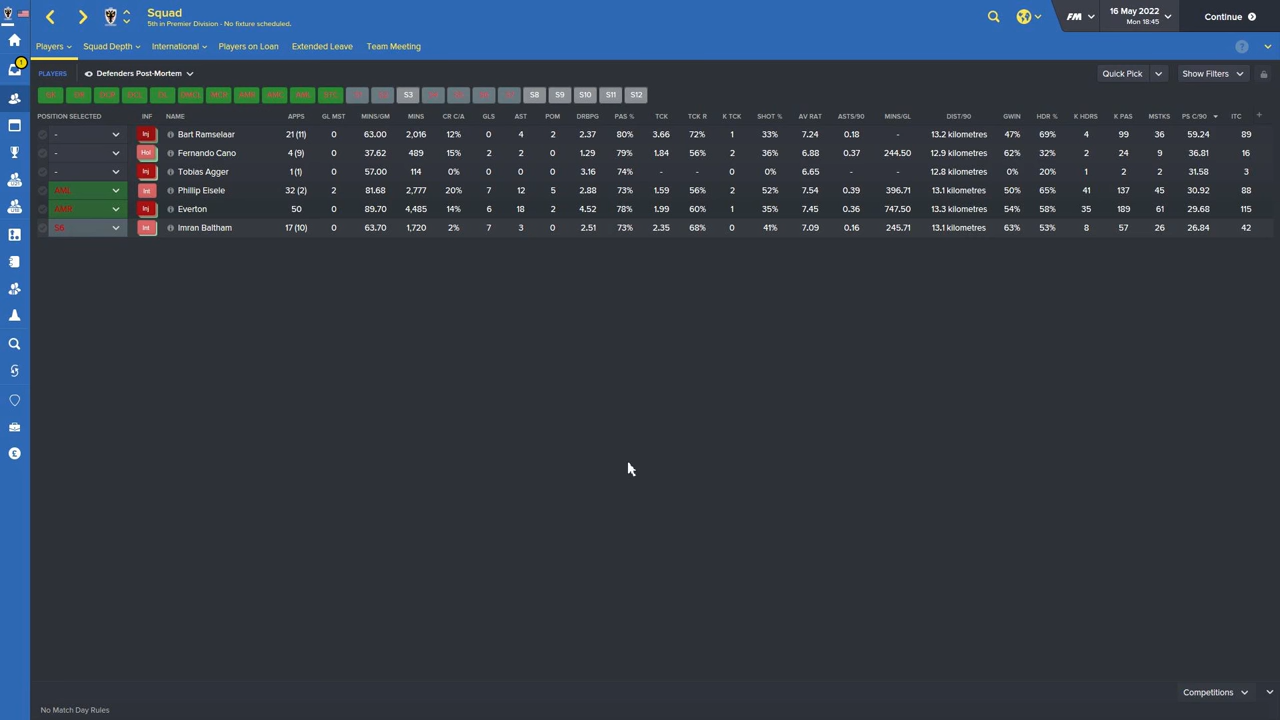 Squad
5th in Premier Division - No fixture scheduled.
FM
16 May 2022
Mon 18:45
Continue
1
Players Squad Depth International Players on Loan Extended Leave Team Meeting
PLAYERS Defenders Post-Mortem Quick Pick Show Filters
S3 S8 S9 S10 S11 S12
POSITION SELECTED INF NAME APPS GL MST MINS/GM MINS CR C/A GLS AST POM DRBPG PAS % TCK TCK R K TCK SHOT % AV RAT ASTS/90 MINS/GL DIST/90 GWIN HDR % K HDRS K PAS MSTKS PS C/90 ITC
- Inj Bart Ramselaar 21 (11) 0 63.00 2,016 12% 0 4 2 2.37 80% 3.66 72% 1 33% 7.24 0.18 - 13.2 kilometres 47% 69% 4 99 36 59.24 89
- Hol Fernando Cano 4 (9) 0 37.62 489 15% 2 2 0 1.29 79% 1.84 56% 2 36% 6.88 0.37 244.50 12.9 kilometres 62% 32% 2 24 9 36.81 16
- Inj Tobias Agger 1 (1) 0 57.00 114 0% 0 0 0 3.16 74% - - 0 0% 6.65 - - 12.8 kilometres 0% 20% 1 2 2 31.58 3
AML Int Phillip Eisele 32 (2) 2 81.68 2,777 20% 7 12 5 2.88 73% 1.59 56% 2 52% 7.54 0.39 396.71 13.1 kilometres 50% 65% 41 137 45 30.92 88
AMR Inj Everton 50 0 89.70 4,485 14% 6 18 2 4.52 78% 1.99 60% 1 35% 7.45 0.36 747.50 13.3 kilometres 54% 58% 35 189 61 29.68 115
S6 Int Imran Baltham 17 (10) 0 63.70 1,720 2% 7 3 0 2.51 73% 2.35 68% 0 41% 7.09 0.16 245.71 13.1 kilometres 63% 53% 8 57 26 26.84 42
Competitions
No Match Day Rules